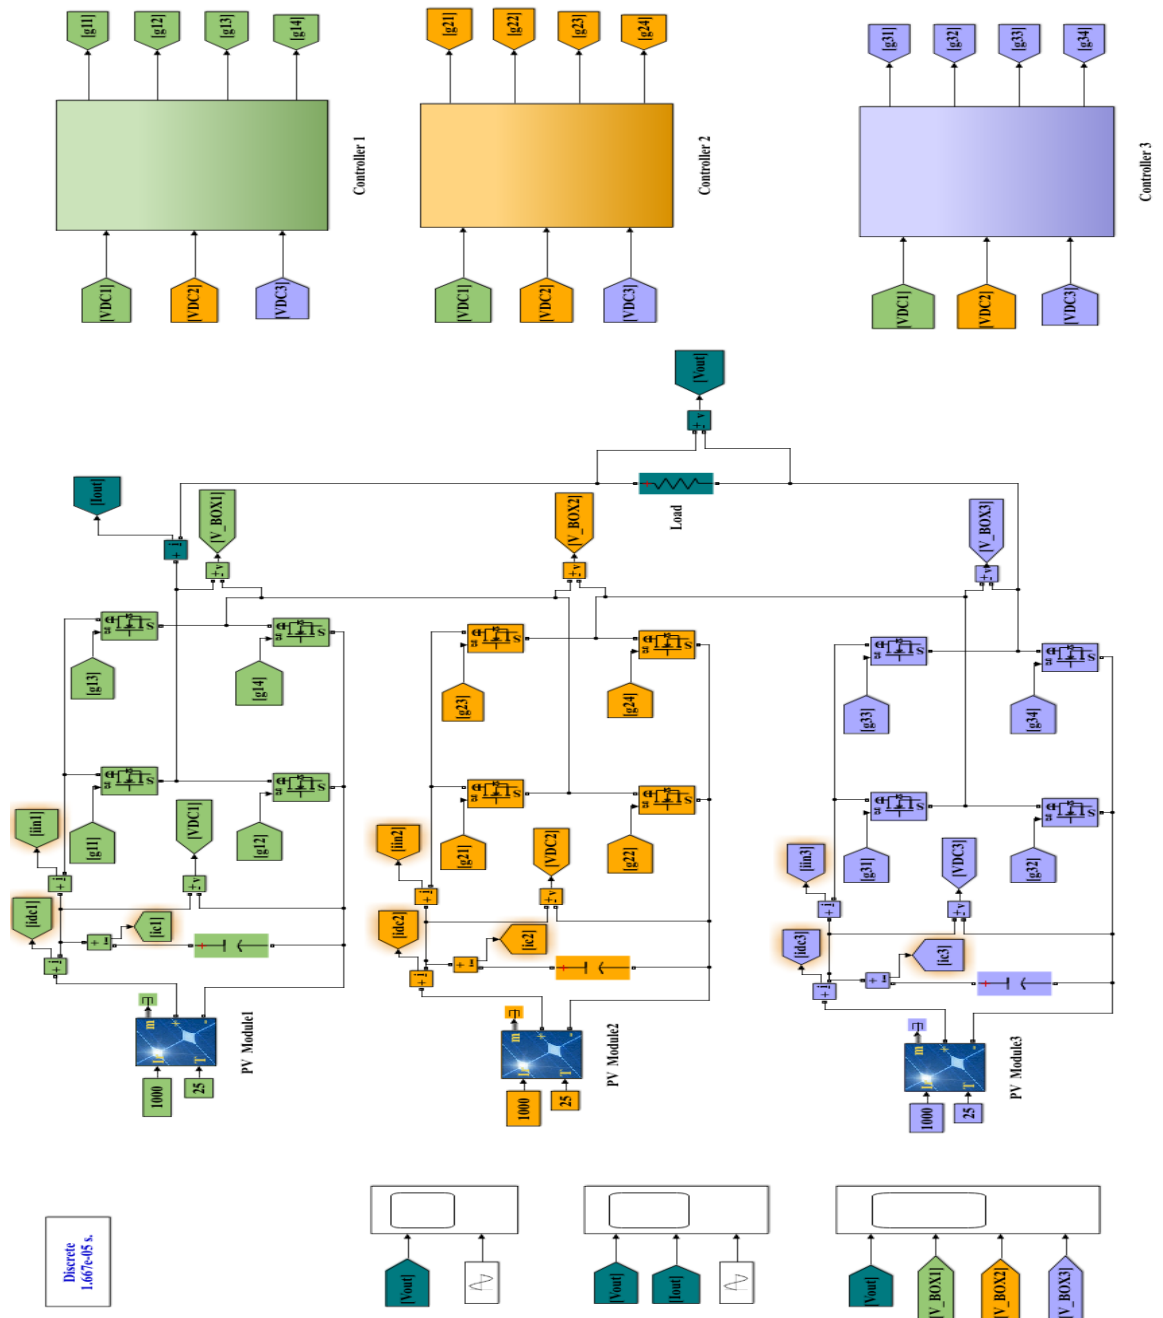 [g11]
[g12]
[g13]
[g14]
Controller 1
[VDC1]
[VDC2]
[VDC3]
[g21]
[g22]
[g23]
[g24]
Controller 2
[VDC1]
[VDC2]
[VDC3]
[g31]
[g32]
[g33]
[g34]
Controller 3
[VDC1]
[VDC2]
[VDC3]
[Iout]
[V_BOX1]
+ i
+ v -
[g13]
[g14]
[g11]
[g12]
D
S
D
S
D
S
D
S
[iin1]
[VDC1]
[idc1]
[ic1]
+ i
+ i
+ i
+ v -
+
PV Module1
m
Ir
T
+
-
1000
25
[Vout]
+ v -
+
Load
[V_BOX2]
+ v -
[g23]
[g24]
[g21]
[g22]
D
S
D
S
D
S
D
S
[iin2]
[VDC2]
[idc2]
[ic2]
+ i
+ i
+ i
+ v -
+
PV Module2
m
Ir
T
+
-
1000
25
[V_BOX3]
+ v -
[g33]
[g34]
[g31]
[g32]
D
S
D
S
D
S
D
S
[iin3]
[VDC3]
[idc3]
[ic3]
+ i
+ i
+ i
+ v -
+
PV Module3
m
Ir
T
+
-
1000
25
Discrete
1.667e-05 s.
[Vout]
[Vout]
[Iout]
[Vout]
[V_BOX1]
[V_BOX2]
[V_BOX3]